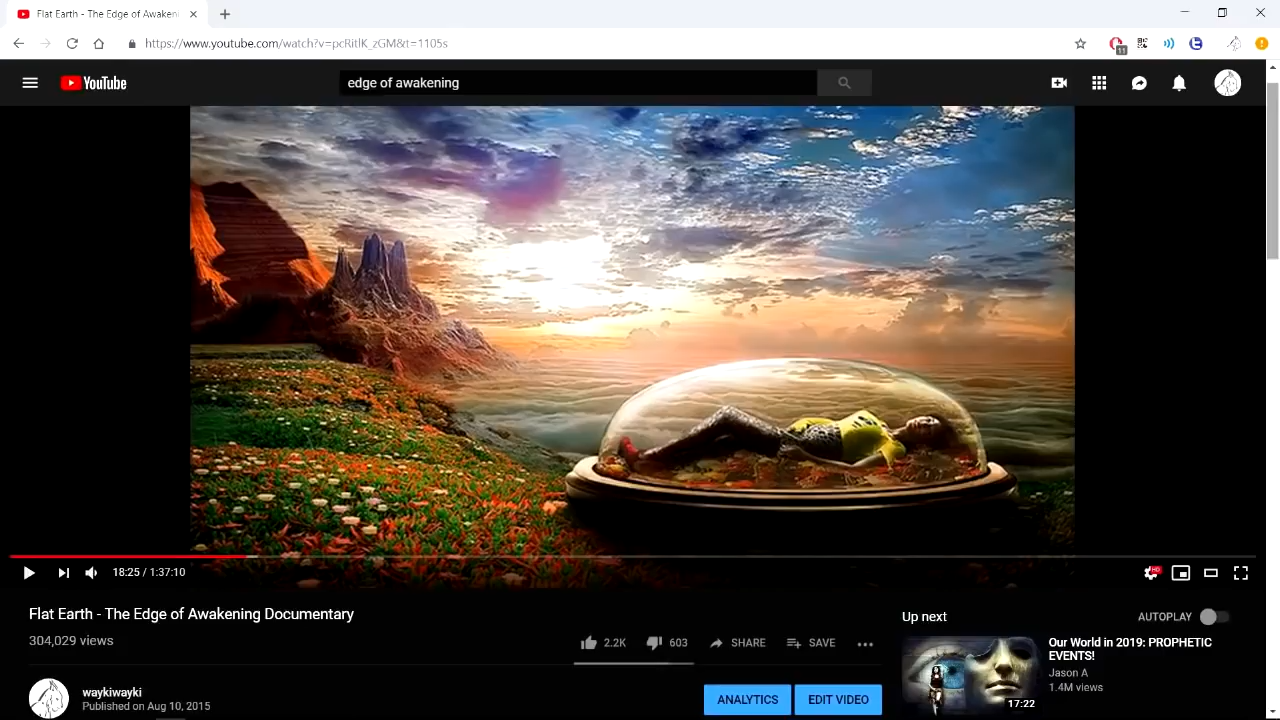 Flat Earth - The Edge of Awaken
https://www.youtube.com/watch?v=pcRitlK_zGM&t=1105s
11
YouTube
edge of awakening
18:25 / 1:37:10
HD
Flat Earth - The Edge of Awakening Documentary
304,029 views
2.2K
603
SHARE
SAVE
waykiwayki
Published on Aug 10, 2015
ANALYTICS
EDIT VIDEO
Up next
AUTOPLAY
Our World in 2019: PROPHETIC
EVENTS!
Jason A
1.4M views
17:22